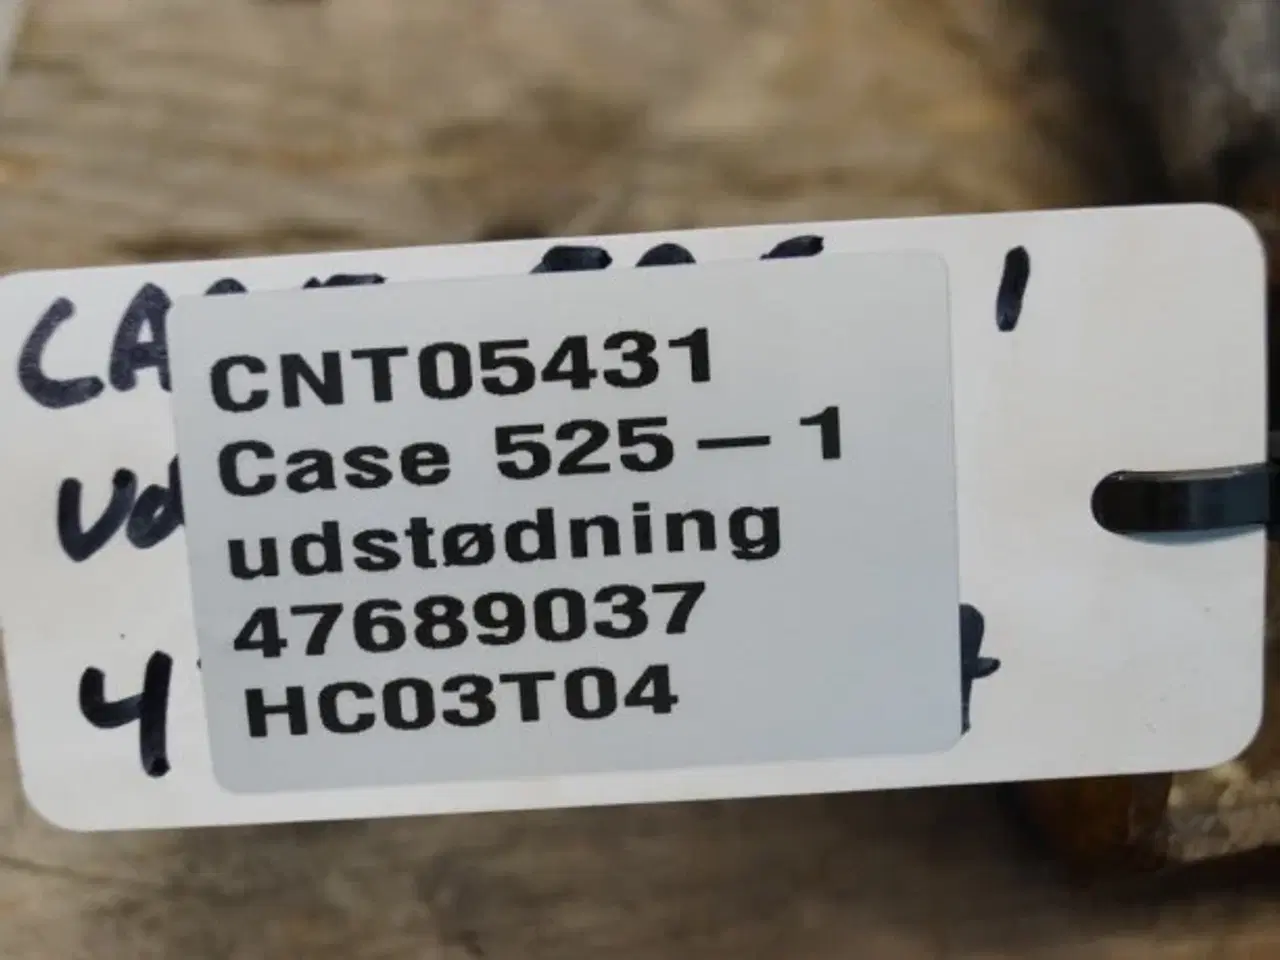 CNT05431
Case 525-1
udstødning
47689037
HC03T04